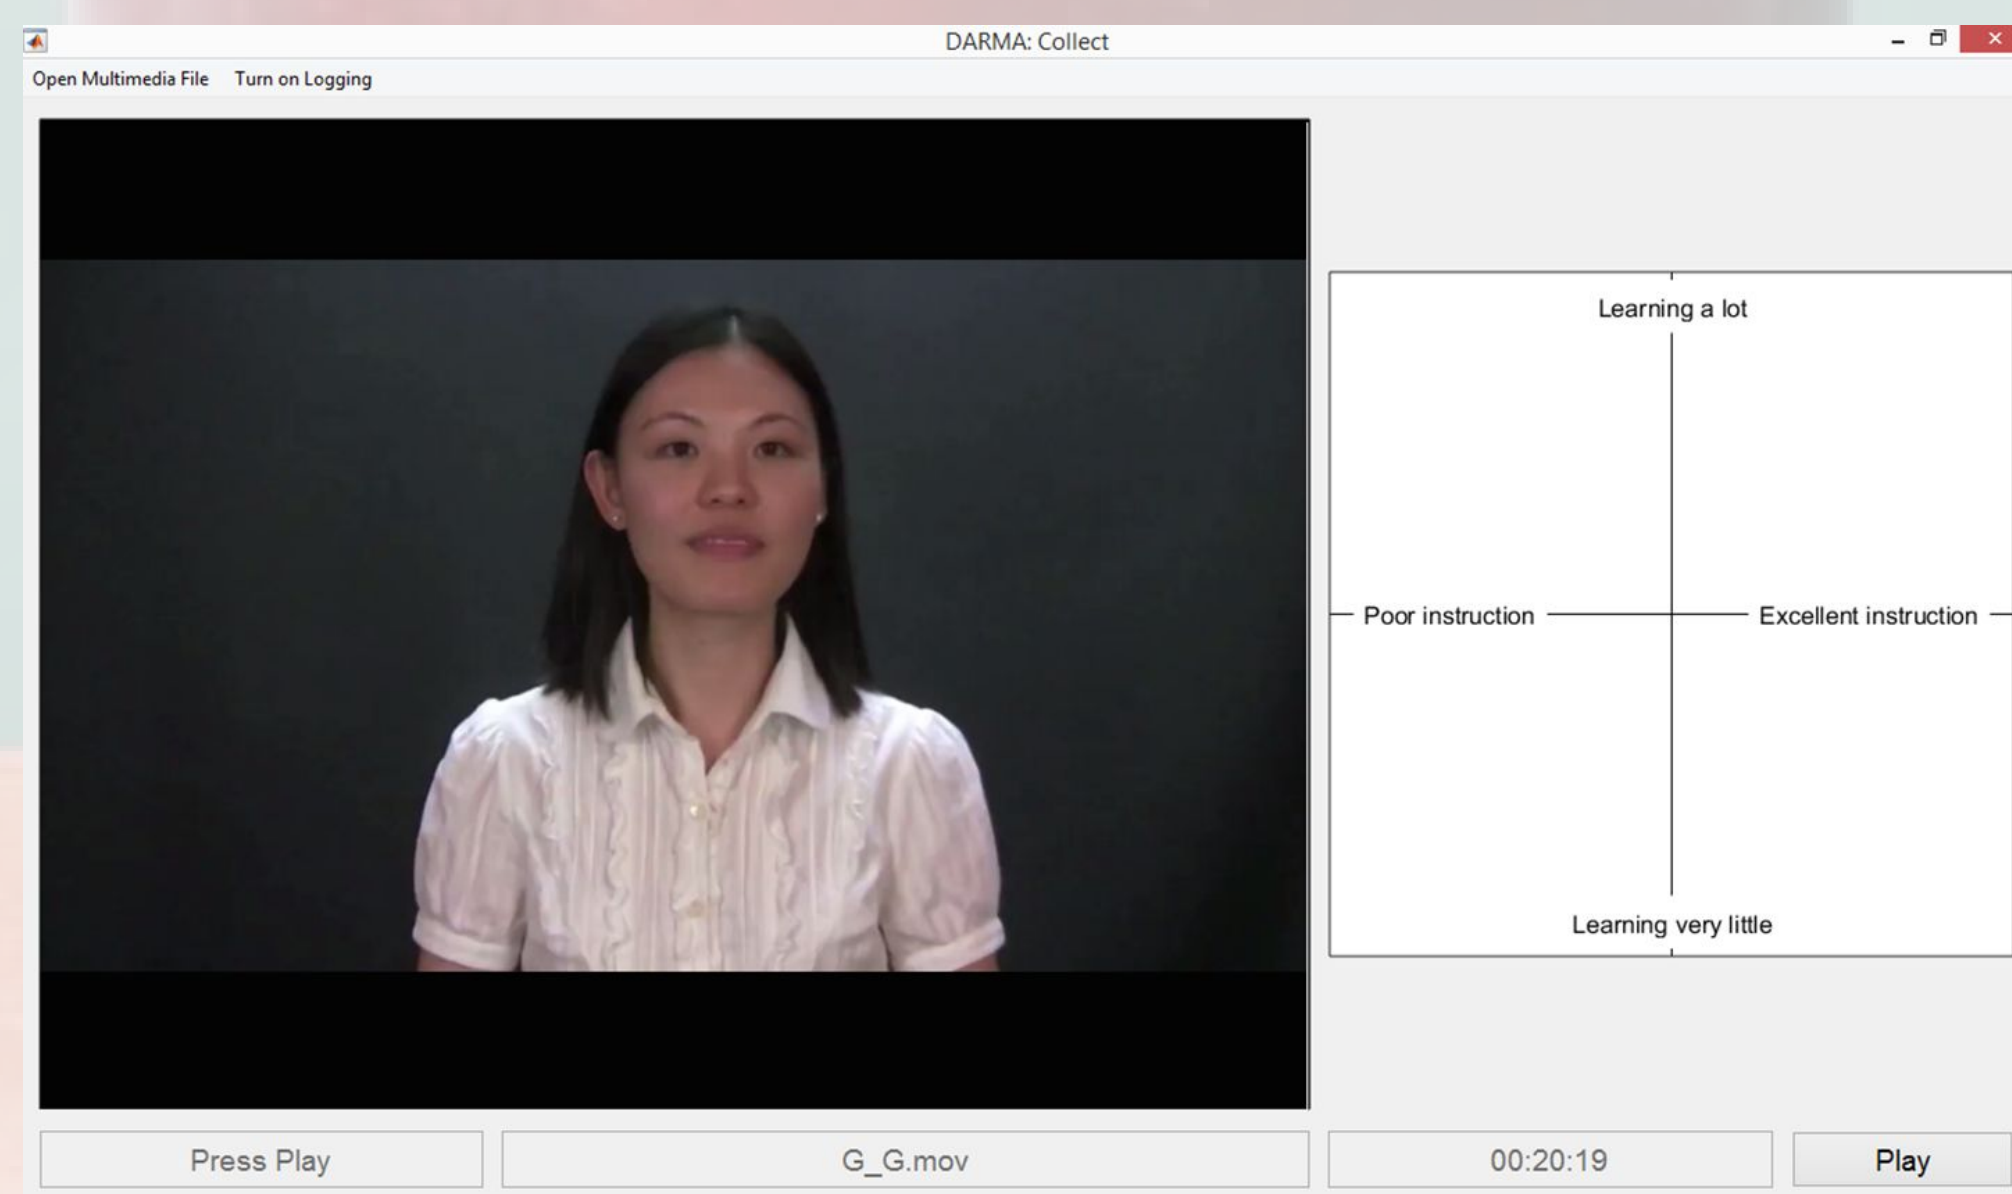 DARMA: Collect
Open Multimedia File Turn on Logging
Learning a lot
Poor instruction Excellent instruction
Learning very little
Press Play G_G.mov 00:20:19 Play